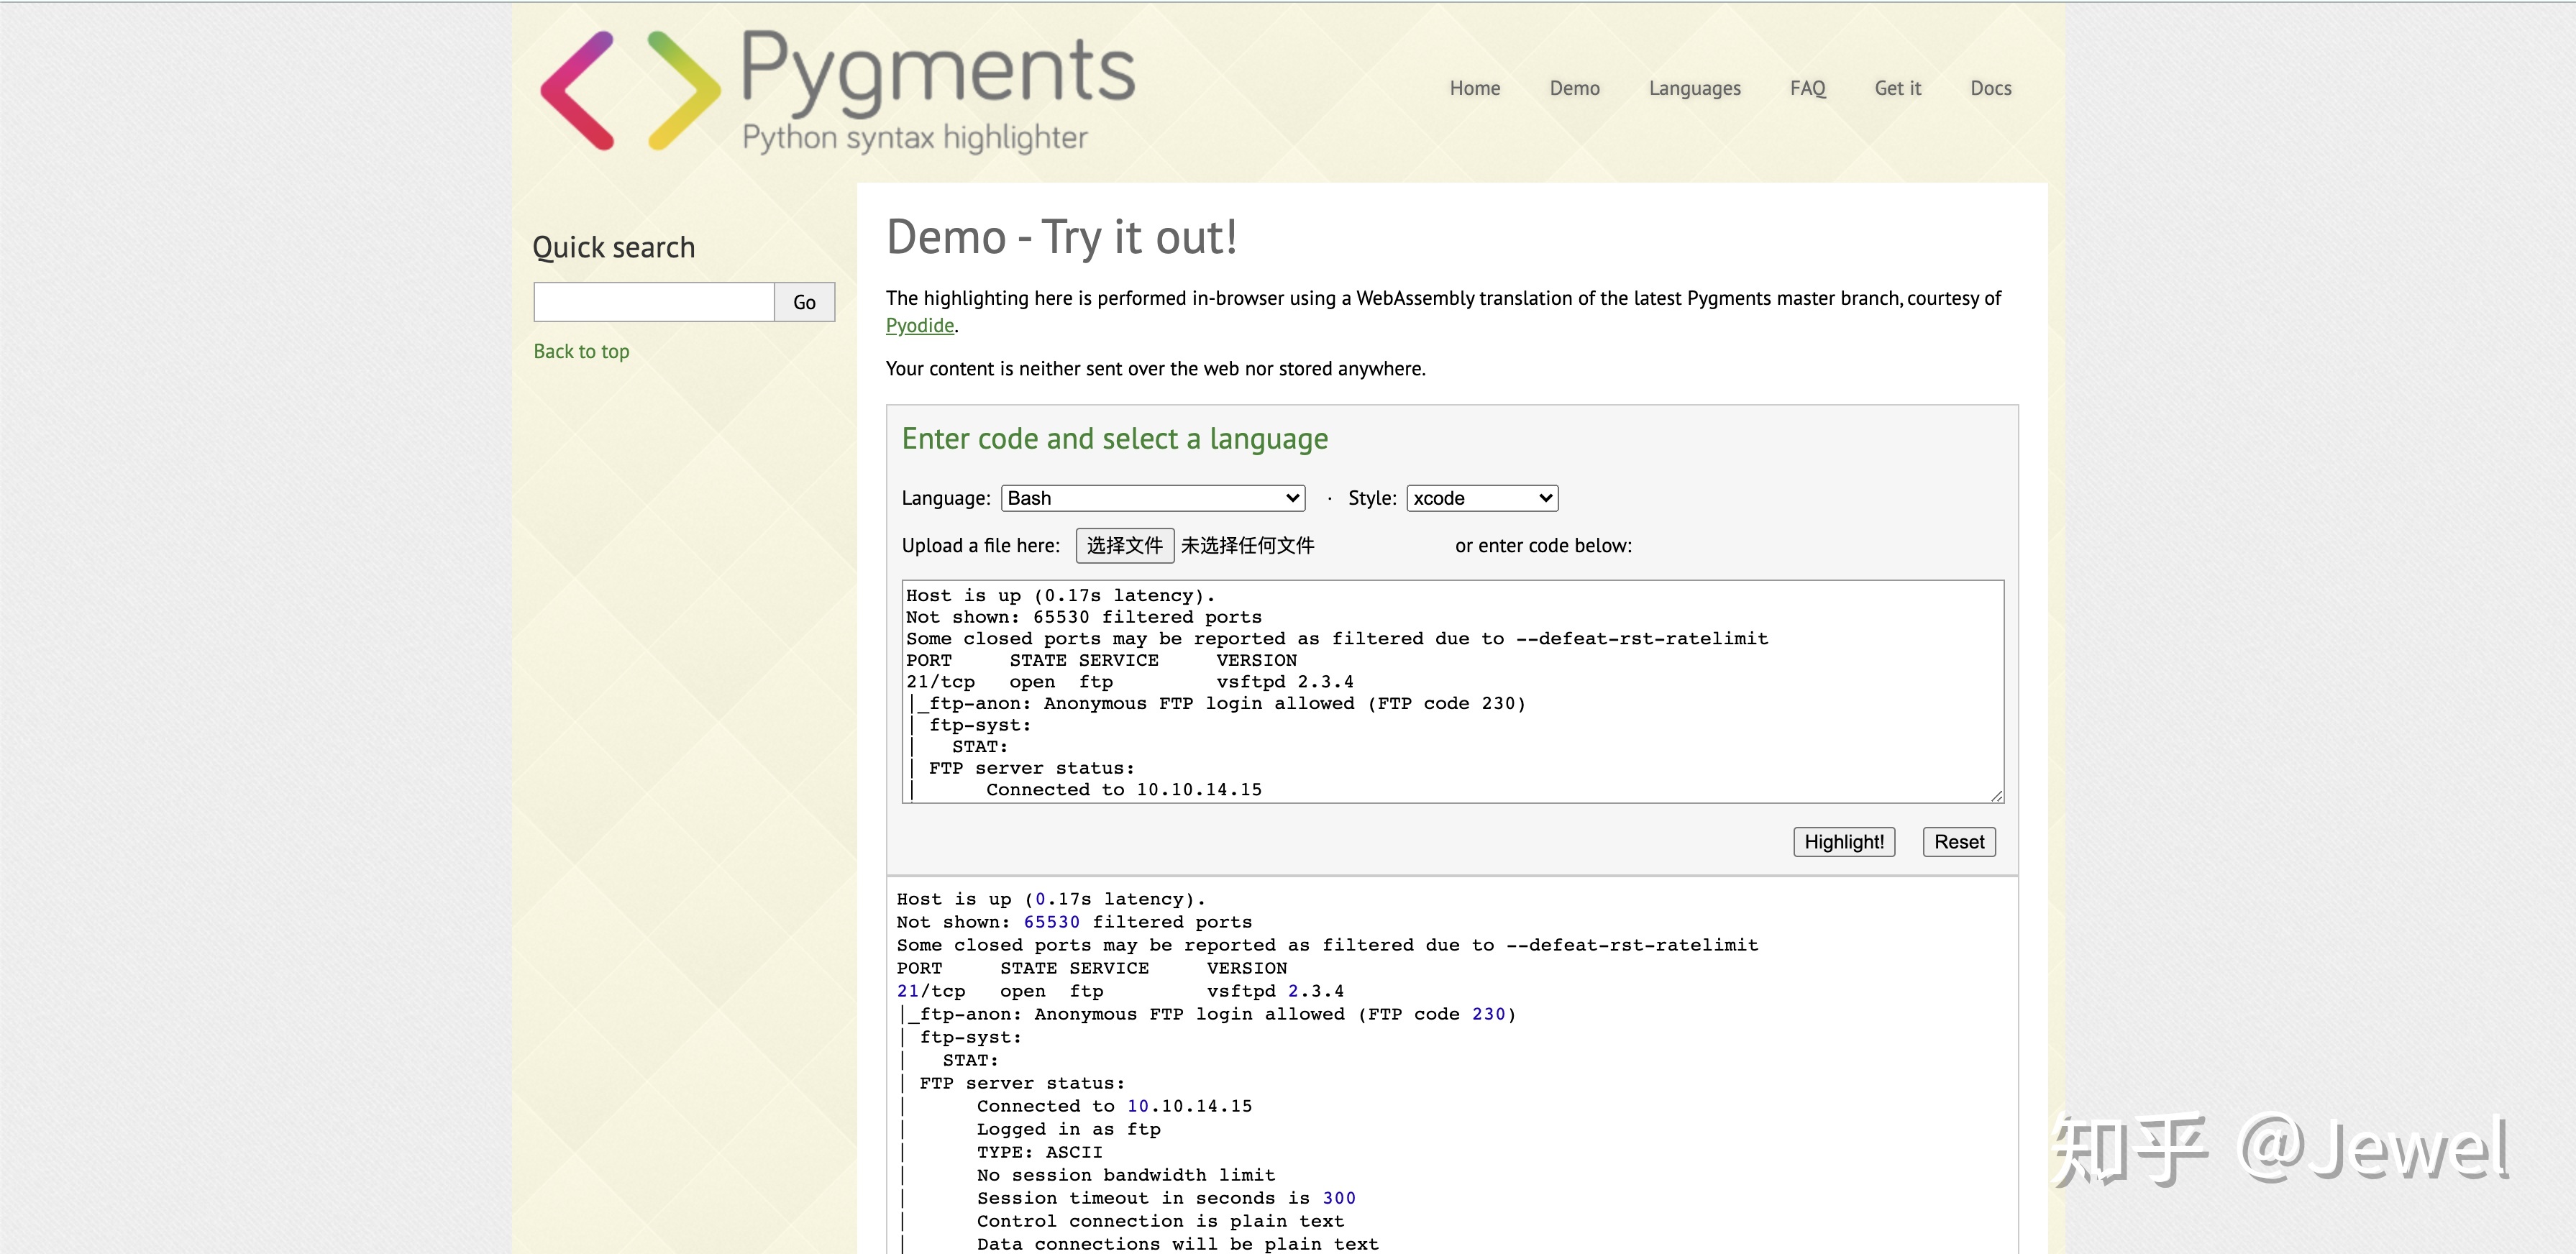 Pygments
Python syntax highlighter
Home Demo Languages FAQ Get it Docs
Quick search
Go
Back to top
Demo - Try it out!
The highlighting here is performed in-browser using a WebAssembly translation of the latest Pygments master branch, courtesy of
Pyodide.
Your content is neither sent over the web nor stored anywhere.
Enter code and select a language
Language: Bash · Style: xcode
Upload a file here: 选择文件 未选择任何文件 or enter code below:
Host is up (0.17s latency).
Not shown: 65530 filtered ports
Some closed ports may be reported as filtered due to --defeat-rst-ratelimit
PORT     STATE SERVICE     VERSION
21/tcp   open  ftp         vsftpd 2.3.4
|_ftp-anon: Anonymous FTP login allowed (FTP code 230)
| ftp-syst:
|   STAT:
| FTP server status:
|      Connected to 10.10.14.15
Highlight! Reset
Host is up (0.17s latency).
Not shown: 65530 filtered ports
Some closed ports may be reported as filtered due to --defeat-rst-ratelimit
PORT     STATE SERVICE     VERSION
21/tcp   open  ftp         vsftpd 2.3.4
|_ftp-anon: Anonymous FTP login allowed (FTP code 230)
| ftp-syst:
|   STAT:
| FTP server status:
|      Connected to 10.10.14.15
|      Logged in as ftp
|      TYPE: ASCII
|      No session bandwidth limit
|      Session timeout in seconds is 300
|      Control connection is plain text
|      Data connections will be plain text
知乎 @Jewel